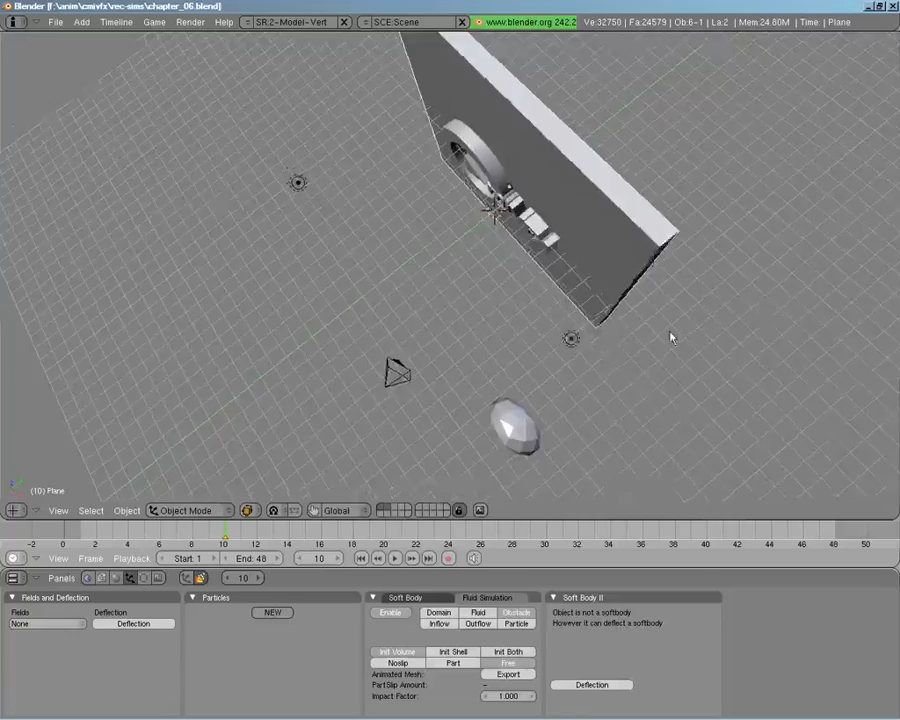 Blender [f:\anim\cmivfx\rec-sims\chapter_06.blend]
File Add Timeline Game Render Help SR:2-Model-Vert SCE:Scene www.blender.org 242.2 Ve:32750 | Fa:24579 | Ob:6-1 | La:2 | Mem:24.80M | Time: | Plane
(10) Plane
View Select Object Object Mode Global
-2 0 2 4 6 8 10 12 14 16 18 20 22 24 26 28 30 32 34 36 38 40 42 44 46 48 50
View Frame Playback Start: 1 End: 48 10
Panels 10
Fields and Deflection Particles Soft Body Fluid Simulation Soft Body II
Fields Deflection NEW Enable Domain Fluid Obstacle Object is not a softbody
None Deflection Inflow Outflow Particle However it can deflect a softbody
Init Volume Init Shell Init Both
Noslip Part Free
Animated Mesh: Export
PartSlip Amount: - Deflection
Impact Factor: 1.000